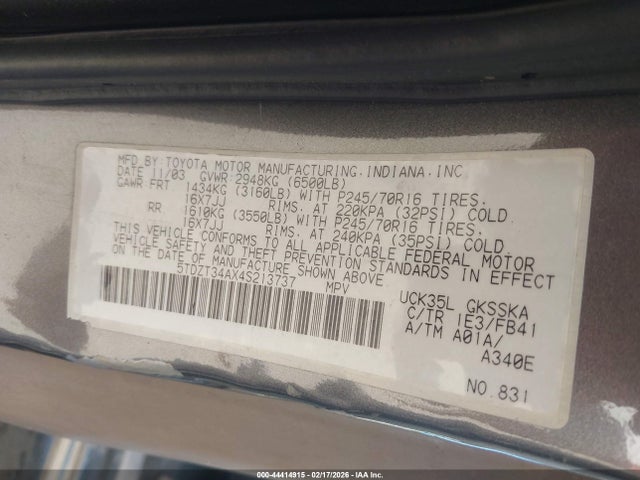 MFD.BY:TOYOTA MOTOR MANUFACTURING.INDIANA.INC
DATE 11/03 GVWR 2948KG (6500LB)
GAWR FRT 1434KG (3160LB) WITH P245/70R16 TIRES.
16X7JJ RIMS. AT 220KPA (32PSI) COLD.
RR 1610KG (3550LB) WITH P245/70R16 TIRES.
16X7JJ RIMS. AT 240KPA (35PSI) COLD.
THIS VEHICLE CONFORMS TO ALL APPLICABLE FEDERAL MOTOR
VEHICLE SAFETY AND THEFT PREVENTION STANDARDS IN EFFECT
ON THE DATE OF MANUFACTURE SHOWN ABOVE.
5TDZT34AX4S213737 MPV
UCK35L GKSSKA
C/TR 1E3/FB41
A/TM A01A/
A340E
NO.831
000-44414915 - 02/17/2026 - IAAI.com